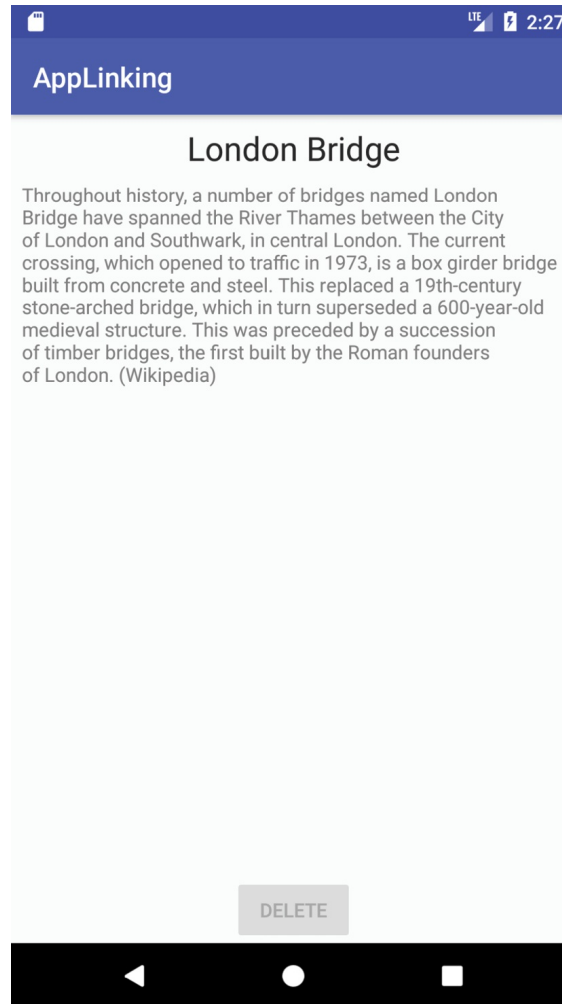 LTE 2:27
AppLinking
London Bridge
Throughout history, a number of bridges named London
Bridge have spanned the River Thames between the City
of London and Southwark, in central London. The current
crossing, which opened to traffic in 1973, is a box girder bridge
built from concrete and steel. This replaced a 19th-century
stone-arched bridge, which in turn superseded a 600-year-old
medieval structure. This was preceded by a succession
of timber bridges, the first built by the Roman founders
of London. (Wikipedia)
DELETE